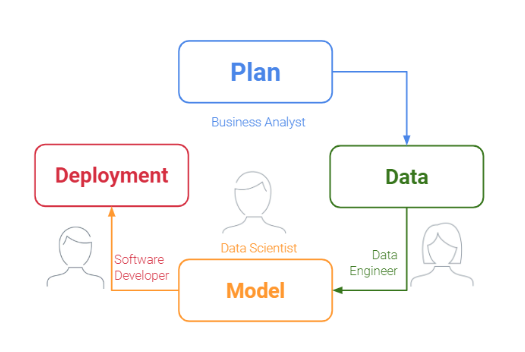 Plan
Business Analyst
Deployment
Data
Data Scientist
Software
Developer
Data
Engineer
Model